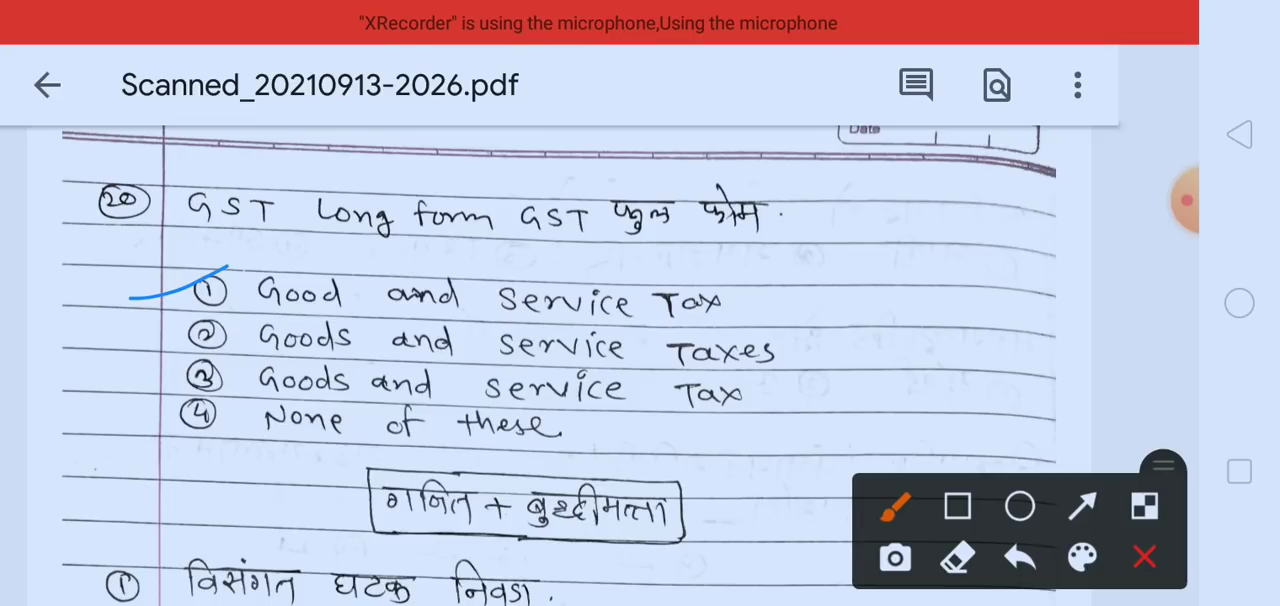 "XRecorder" is using the microphone,Using the microphone
Scanned_20210913-2026.pdf
Date
20 GST Long form GST फुल फोम.
1 Good and Service Tax
2 Goods and Service Taxes
3 Goods and Service Tax
4 None of these
गणित + बुध्दीमत्ता
1 विसंगत घटक निवडा.